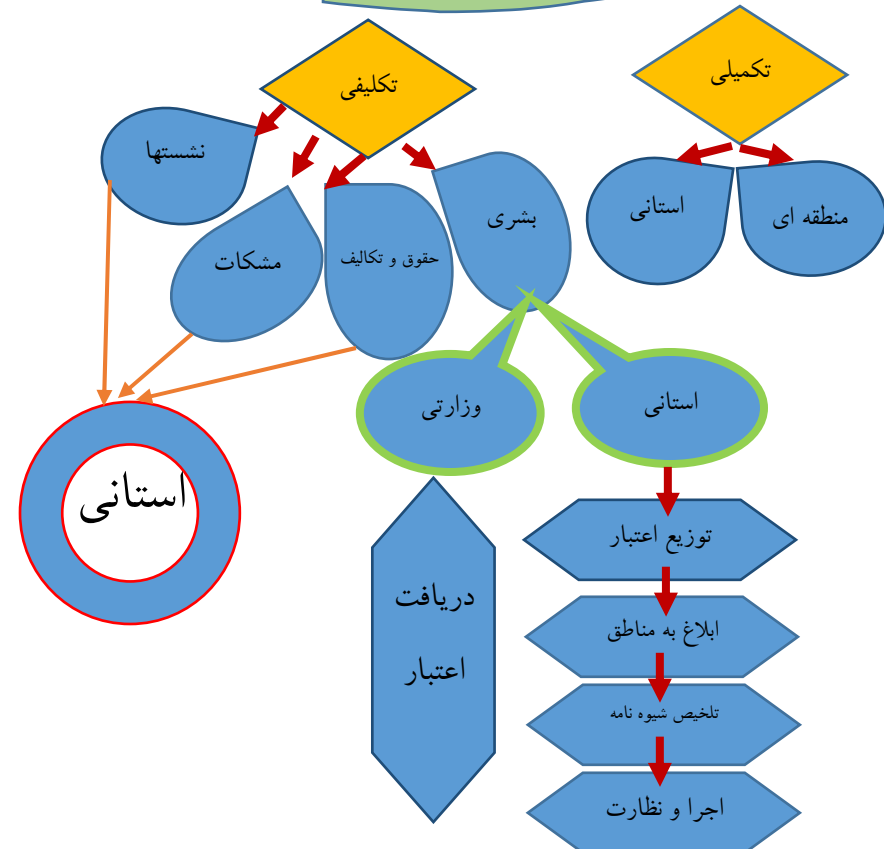 تکمیلی
تکلیفی
منطقه ای
استانی
بشری
حقوق و تکالیف
مشکات
نشستها
استانی
وزارتی
استانی
توزیع اعتبار
ابلاغ به مناطق
تلخیص شیوه نامه
اجرا و نظارت
دریافت
اعتبار